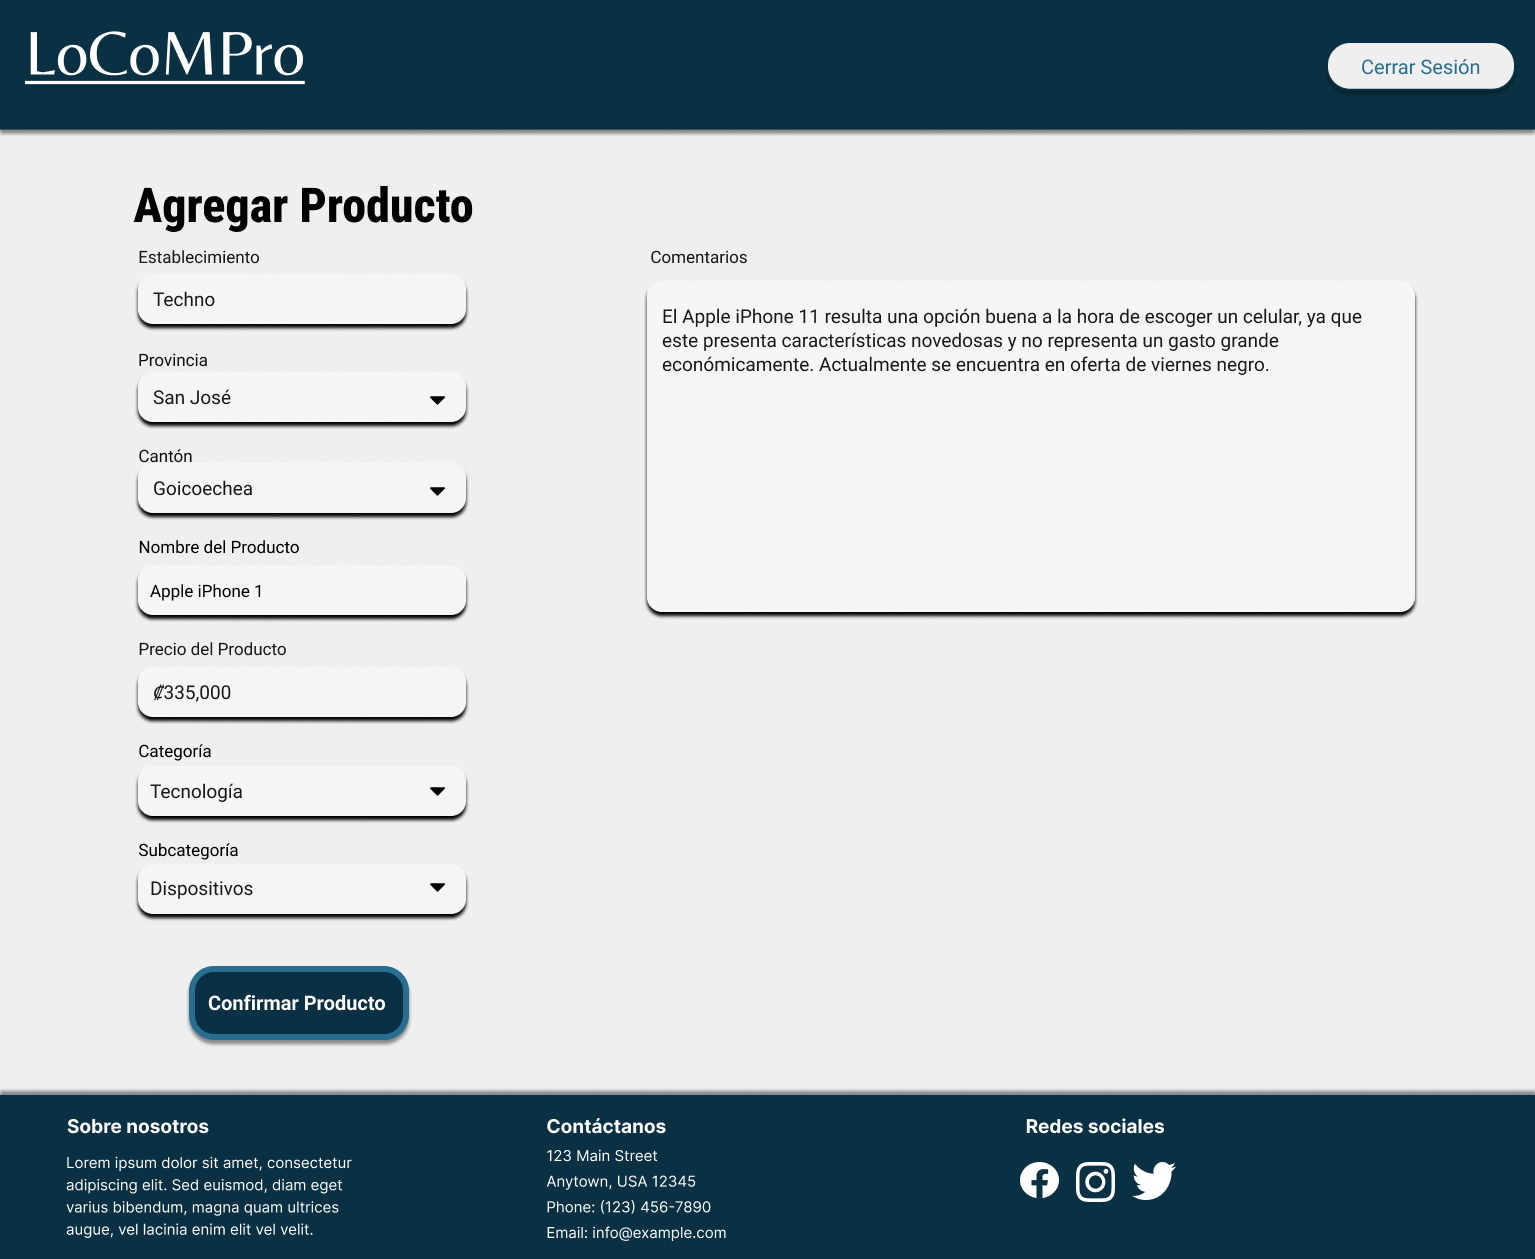 LoCoMPro
Cerrar Sesión
Agregar Producto
Establecimiento
Techno
Provincia
San José
Cantón
Goicoechea
Nombre del Producto
Apple iPhone 1
Precio del Producto
₡335,000
Categoría
Tecnología
Subcategoría
Dispositivos
Confirmar Producto
Comentarios
El Apple iPhone 11 resulta una opción buena a la hora de escoger un celular, ya que
este presenta características novedosas y no representa un gasto grande
económicamente. Actualmente se encuentra en oferta de viernes negro.
Sobre nosotros
Lorem ipsum dolor sit amet, consectetur
adipiscing elit. Sed euismod, diam eget
varius bibendum, magna quam ultrices
augue, vel lacinia enim elit vel velit.
Contáctanos
123 Main Street
Anytown, USA 12345
Phone: (123) 456-7890
Email: info@example.com
Redes sociales